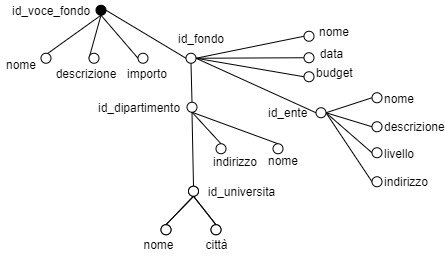 id_voce_fondo
id_fondo
nome
data
budget
nome
descrizione
importo
id_dipartimento
id_ente
nome
descrizione
livello
indirizzo
indirizzo
nome
id_universita
nome
città